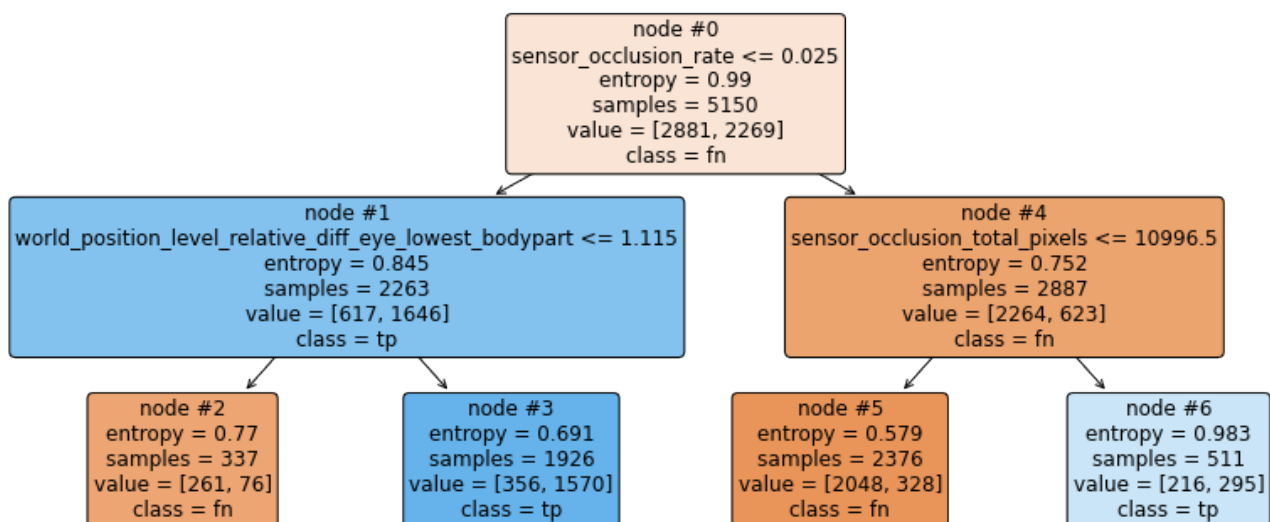 node #0
sensor_occlusion_rate <= 0.025
entropy = 0.99
samples = 5150
value = [2881, 2269]
class = fn
node #1
world_position_level_relative_diff_eye_lowest_bodypart <= 1.115
entropy = 0.845
samples = 2263
value = [617, 1646]
class = tp
node #4
sensor_occlusion_total_pixels <= 10996.5
entropy = 0.752
samples = 2887
value = [2264, 623]
class = fn
node #2
entropy = 0.77
samples = 337
value = [261, 76]
class = fn
node #3
entropy = 0.691
samples = 1926
value = [356, 1570]
class = tp
node #5
entropy = 0.579
samples = 2376
value = [2048, 328]
class = fn
node #6
entropy = 0.983
samples = 511
value = [216, 295]
class = tp